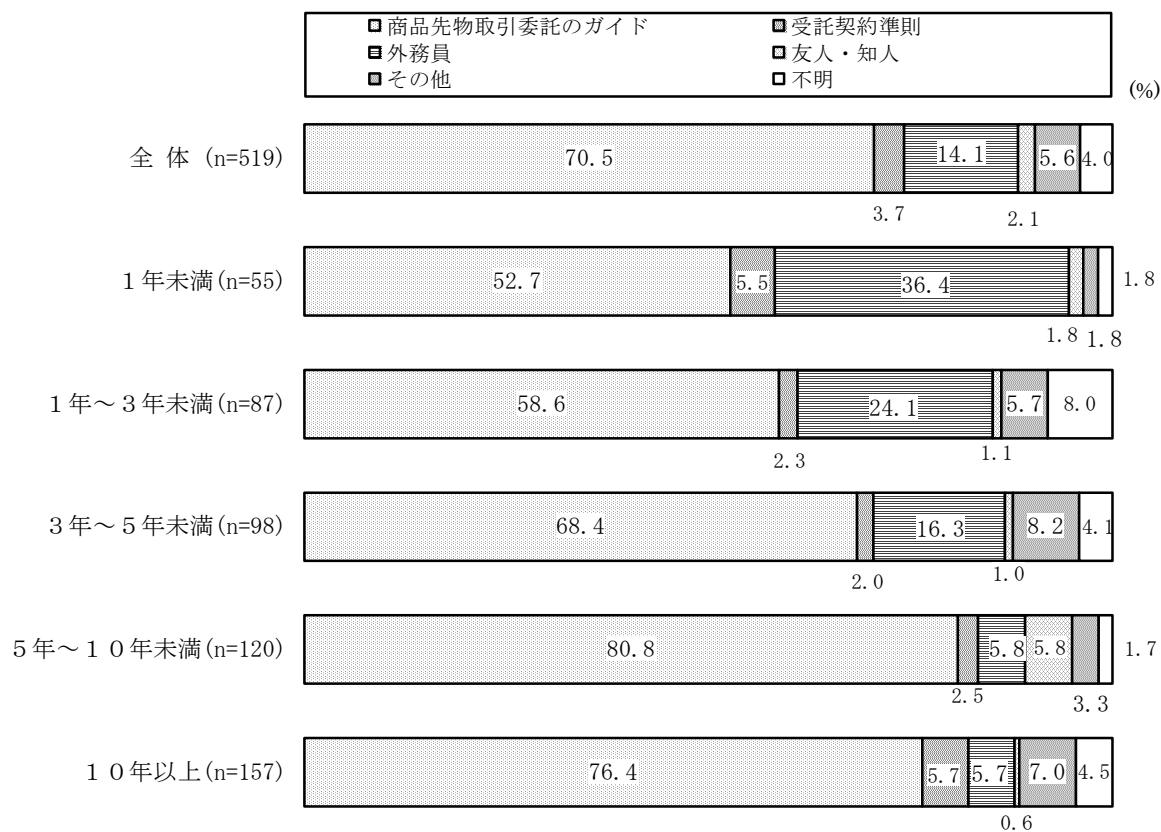 商品先物取引委託のガイド 受託契約準則
外務員 友人・知人
その他 不明
(%)
全 体 (n=519) 70.5 14.1 5.6 4.0
3.7 2.1
１年未満(n=55) 52.7 5.5 36.4 1.8
1.8 1.8
１年～３年未満(n=87) 58.6 24.1 5.7 8.0
2.3 1.1
３年～５年未満(n=98) 68.4 16.3 8.2 4.1
2.0 1.0
５年～１０年未満(n=120) 80.8 5.8 5.8 1.7
2.5 3.3
１０年以上(n=157) 76.4 5.7 5.7 7.0 4.5
0.6